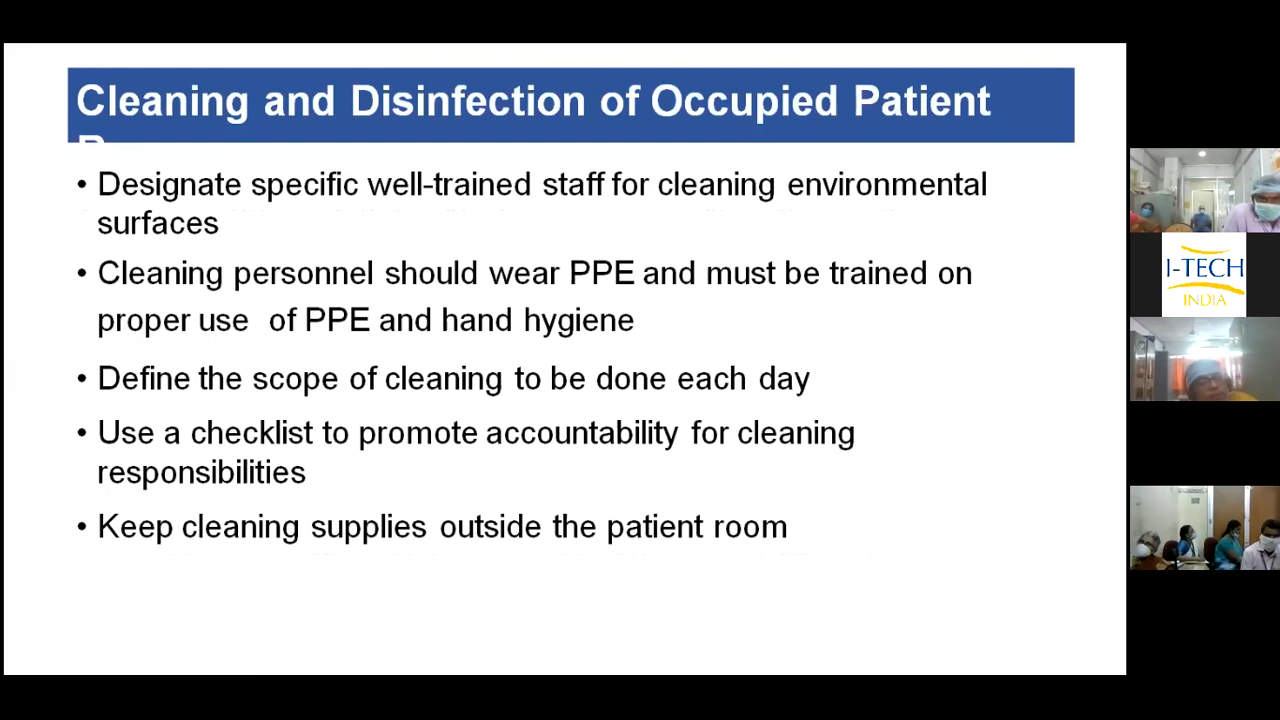 Cleaning and Disinfection of Occupied Patient
Designate specific well-trained staff for cleaning environmental
surfaces
Cleaning personnel should wear PPE and must be trained on
proper use of PPE and hand hygiene
Define the scope of cleaning to be done each day
Use a checklist to promote accountability for cleaning
responsibilities
Keep cleaning supplies outside the patient room
I-TECH
INDIA